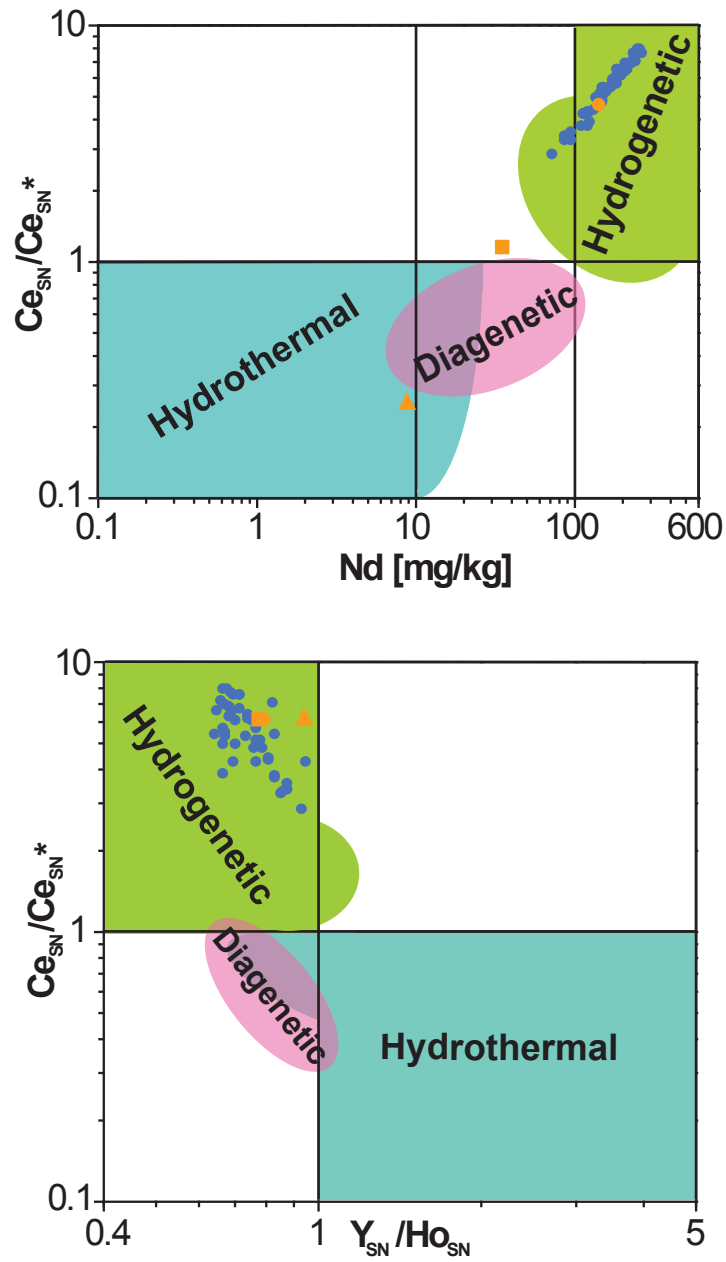 10
Ce_SN/Ce_SN*
Hydrogenetic
1
Hydrothermal
Diagenetic
0.1
0.1 1 10 100 600
Nd [mg/kg]
10
Ce_SN/Ce_SN*
Hydrogenetic
1
Diagenetic
Hydrothermal
0.1
0.4 1 Y_SN/Ho_SN 5